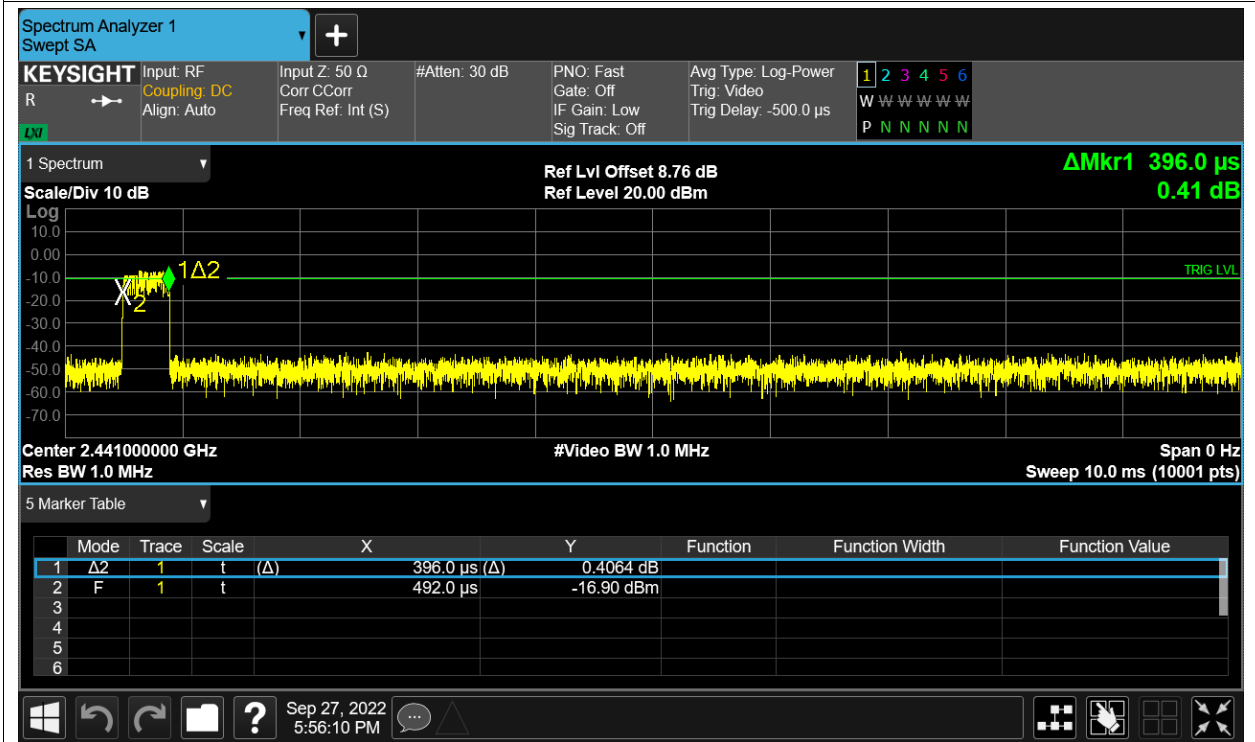 Spectrum Analyzer 1
Swept SA
KEYSIGHT Input: RF Input Z: 50 Ω #Atten: 30 dB PNO: Fast Avg Type: Log-Power 1 2 3 4 5 6
R Coupling: DC Corr CCorr Gate: Off Trig: Video W W W W W W
Align: Auto Freq Ref: Int (S) IF Gain: Low Trig Delay: -500.0 µs
LXI Sig Track: Off P N N N N N
1 Spectrum Ref Lvl Offset 8.76 dB ΔMkr1 396.0 µs
Scale/Div 10 dB Ref Level 20.00 dBm 0.41 dB
Log
10.0
0.00
-10.0 1Δ2 TRIG LVL
-20.0 X2
-30.0
-40.0
-50.0
-60.0
-70.0
Center 2.441000000 GHz #Video BW 1.0 MHz Span 0 Hz
Res BW 1.0 MHz Sweep 10.0 ms (10001 pts)
5 Marker Table
Mode Trace Scale X Y Function Function Width Function Value
1 Δ2 1 t (Δ) 396.0 µs (Δ) 0.4064 dB
2 F 1 t 492.0 µs -16.90 dBm
3
4
5
6
? Sep 27, 2022
5:56:10 PM